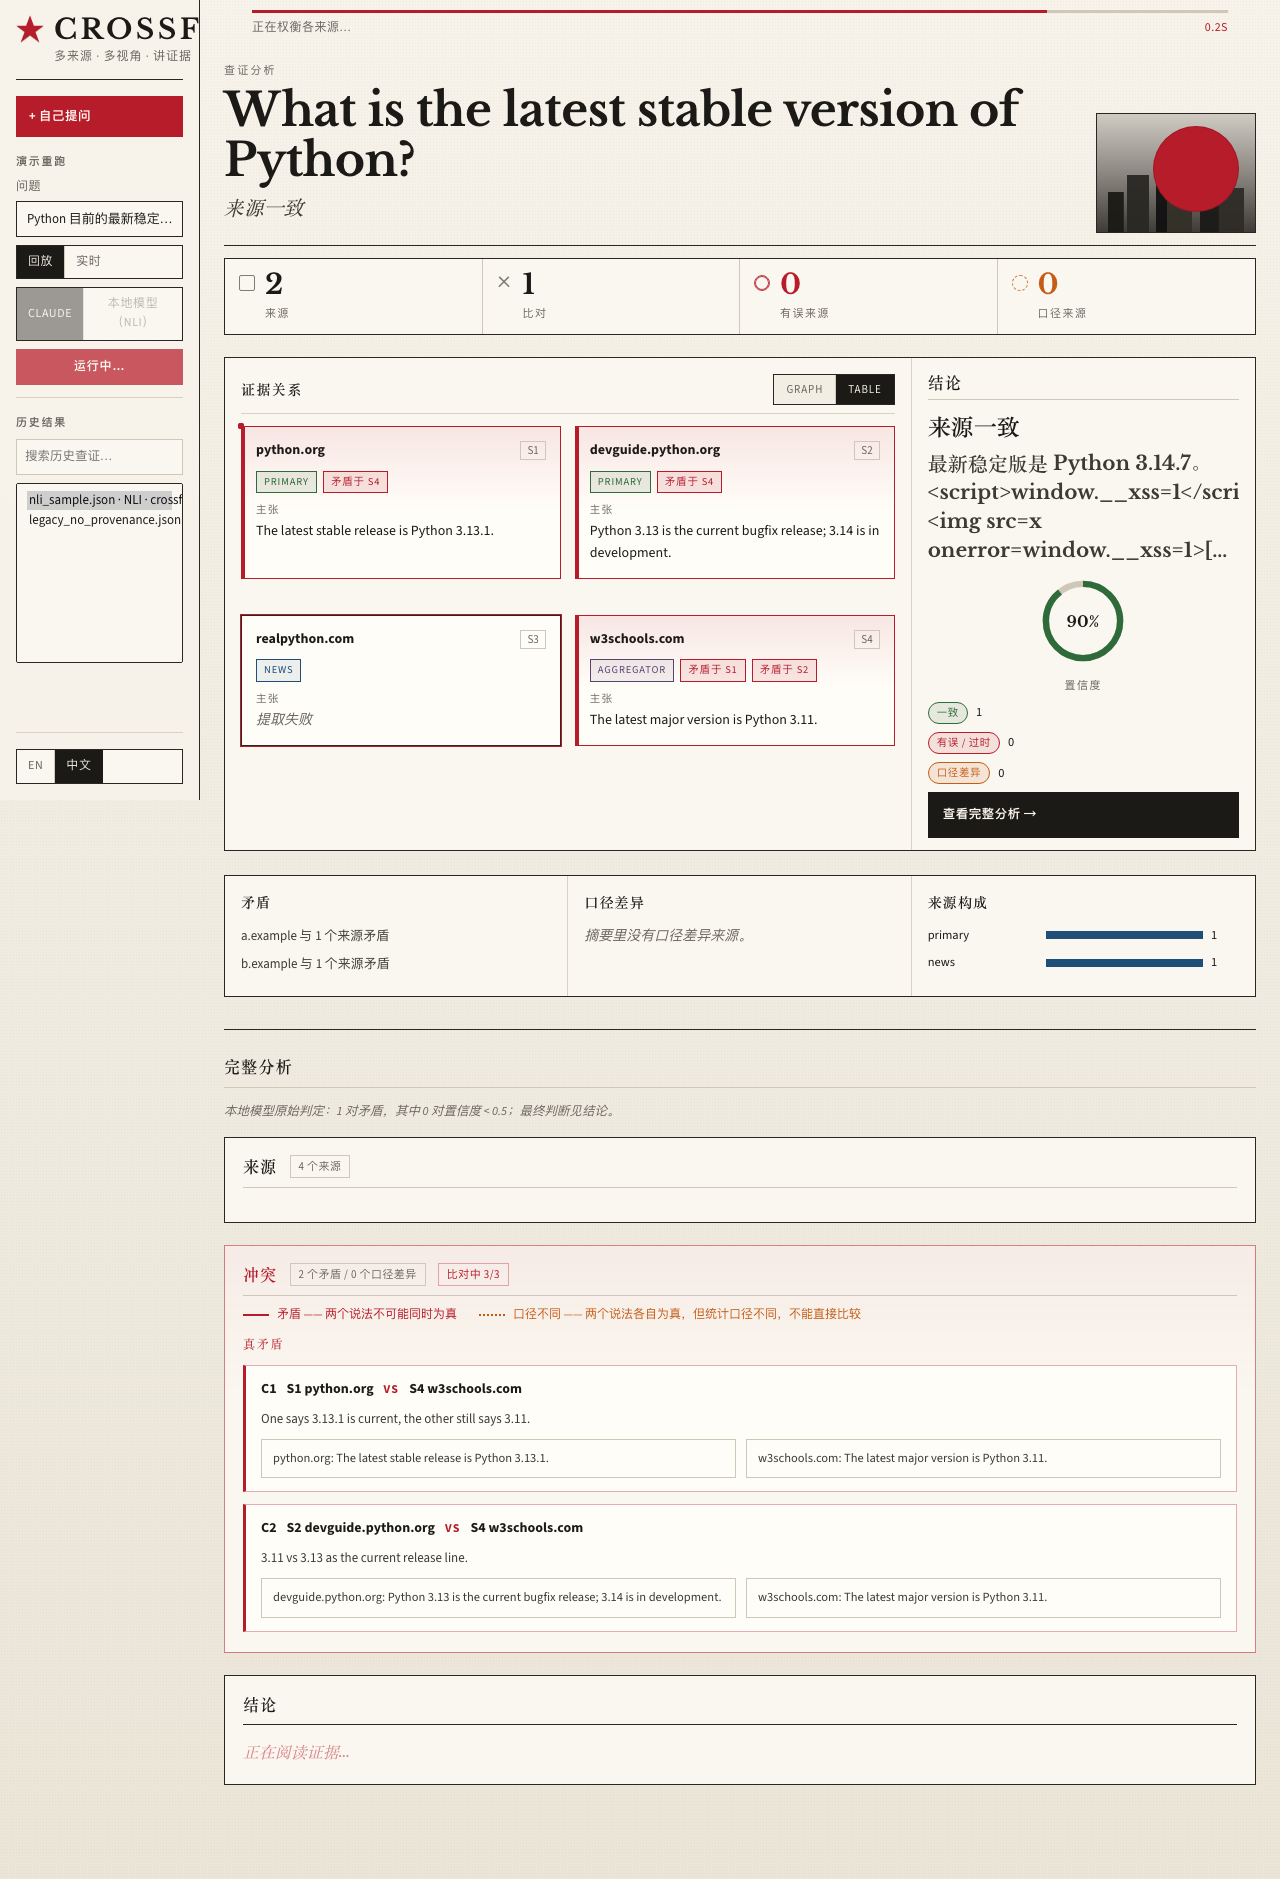 ★ CROSSF
多来源 · 多视角 · 讲证据
+ 自己提问
演示重跑
问题
Python 目前的最新稳定…
回放 实时
CLAUDE 本地模型
(NLI)
运行中…
历史结果
搜索历史查证…
nli_sample.json · NLI · crossf
legacy_no_provenance.json
EN 中文
正在权衡各来源… 0.2S
查证分析
What is the latest stable version of
Python?
来源一致
2 来源
× 1 比对
0 有误来源
0 口径来源
证据关系 GRAPH TABLE
python.org S1
PRIMARY 矛盾于 S4
主张
The latest stable release is Python 3.13.1.
devguide.python.org S2
PRIMARY 矛盾于 S4
主张
Python 3.13 is the current bugfix release; 3.14 is in
development.
realpython.com S3
NEWS
主张
提取失败
w3schools.com S4
AGGREGATOR 矛盾于 S1 矛盾于 S2
主张
The latest major version is Python 3.11.
结论
来源一致
最新稳定版是 Python 3.14.7。
<script>window.__xss=1</scri
<img src=x
onerror=window.__xss=1>[…
90%
置信度
一致 1
有误 / 过时 0
口径差异 0
查看完整分析 →
矛盾
a.example 与 1 个来源矛盾
b.example 与 1 个来源矛盾
口径差异
摘要里没有口径差异来源。
来源构成
primary 1
news 1
完整分析
本地模型原始判定：1 对矛盾，其中 0 对置信度 < 0.5；最终判断见结论。
来源 4 个来源
冲突 2 个矛盾 / 0 个口径差异 比对中 3/3
矛盾 —— 两个说法不可能同时为真 口径不同 —— 两个说法各自为真，但统计口径不同，不能直接比较
真矛盾
C1 S1 python.org VS S4 w3schools.com
One says 3.13.1 is current, the other still says 3.11.
python.org: The latest stable release is Python 3.13.1. w3schools.com: The latest major version is Python 3.11.
C2 S2 devguide.python.org VS S4 w3schools.com
3.11 vs 3.13 as the current release line.
devguide.python.org: Python 3.13 is the current bugfix release; 3.14 is in development. w3schools.com: The latest major version is Python 3.11.
结论
正在阅读证据…